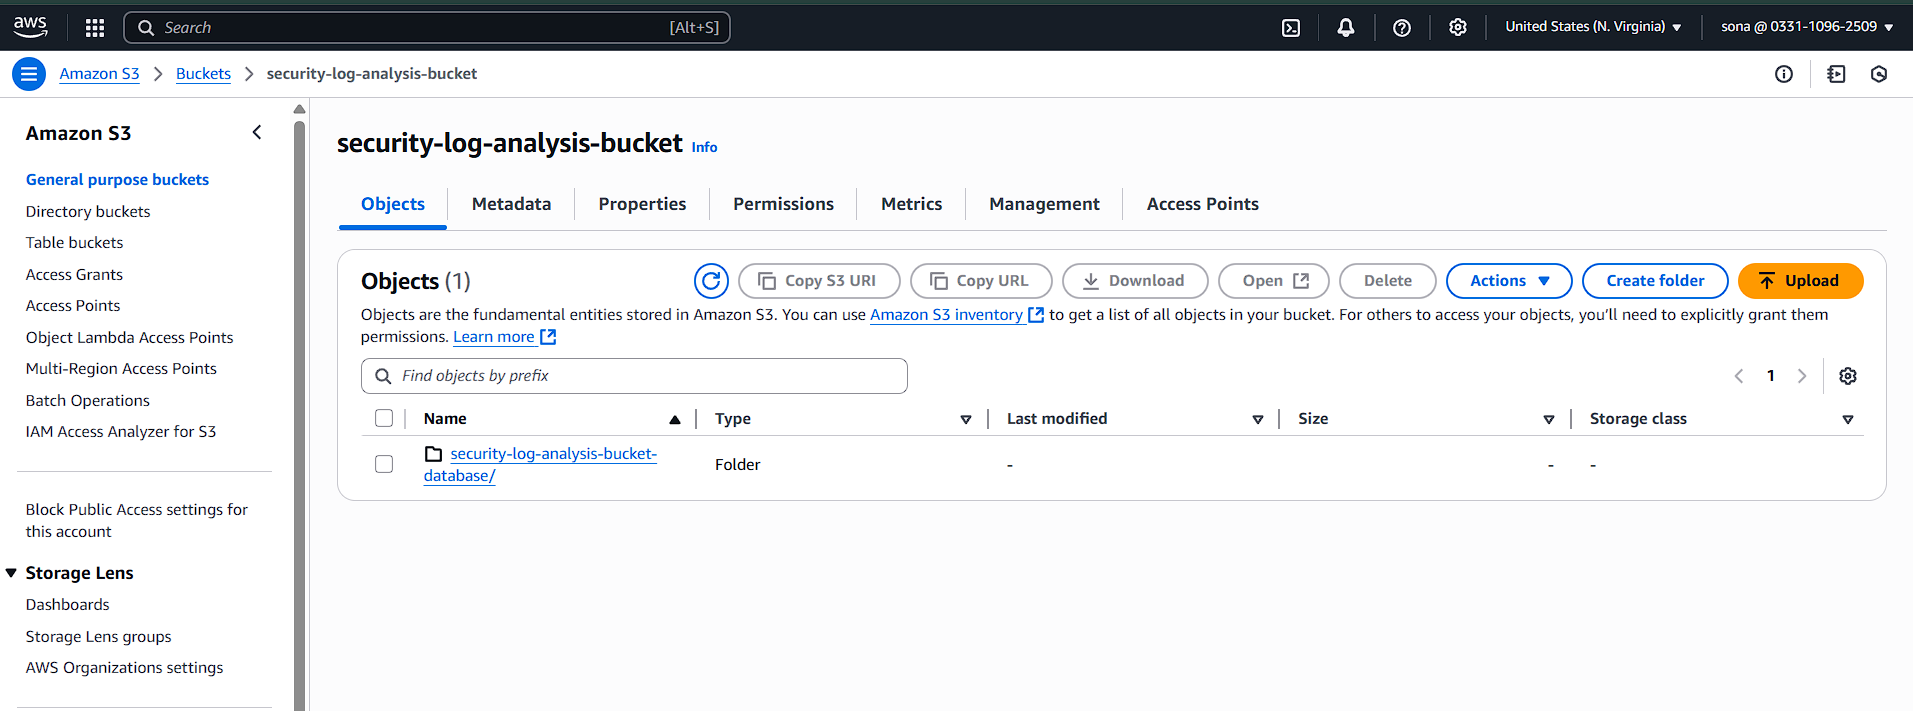 aws
Search [Alt+S]
United States (N. Virginia)
sona @ 0331-1096-2509
Amazon S3
Buckets
security-log-analysis-bucket
Amazon S3
General purpose buckets
Directory buckets
Table buckets
Access Grants
Access Points
Object Lambda Access Points
Multi-Region Access Points
Batch Operations
IAM Access Analyzer for S3
Block Public Access settings for
this account
Storage Lens
Dashboards
Storage Lens groups
AWS Organizations settings
security-log-analysis-bucket Info
Objects Metadata Properties Permissions Metrics Management Access Points
Objects (1) Copy S3 URI Copy URL Download Open Delete Actions Create folder Upload
Objects are the fundamental entities stored in Amazon S3. You can use Amazon S3 inventory to get a list of all objects in your bucket. For others to access your objects, you'll need to explicitly grant them
permissions. Learn more
Find objects by prefix
1
Name Type Last modified Size Storage class
security-log-analysis-bucket-
database/
Folder - - -